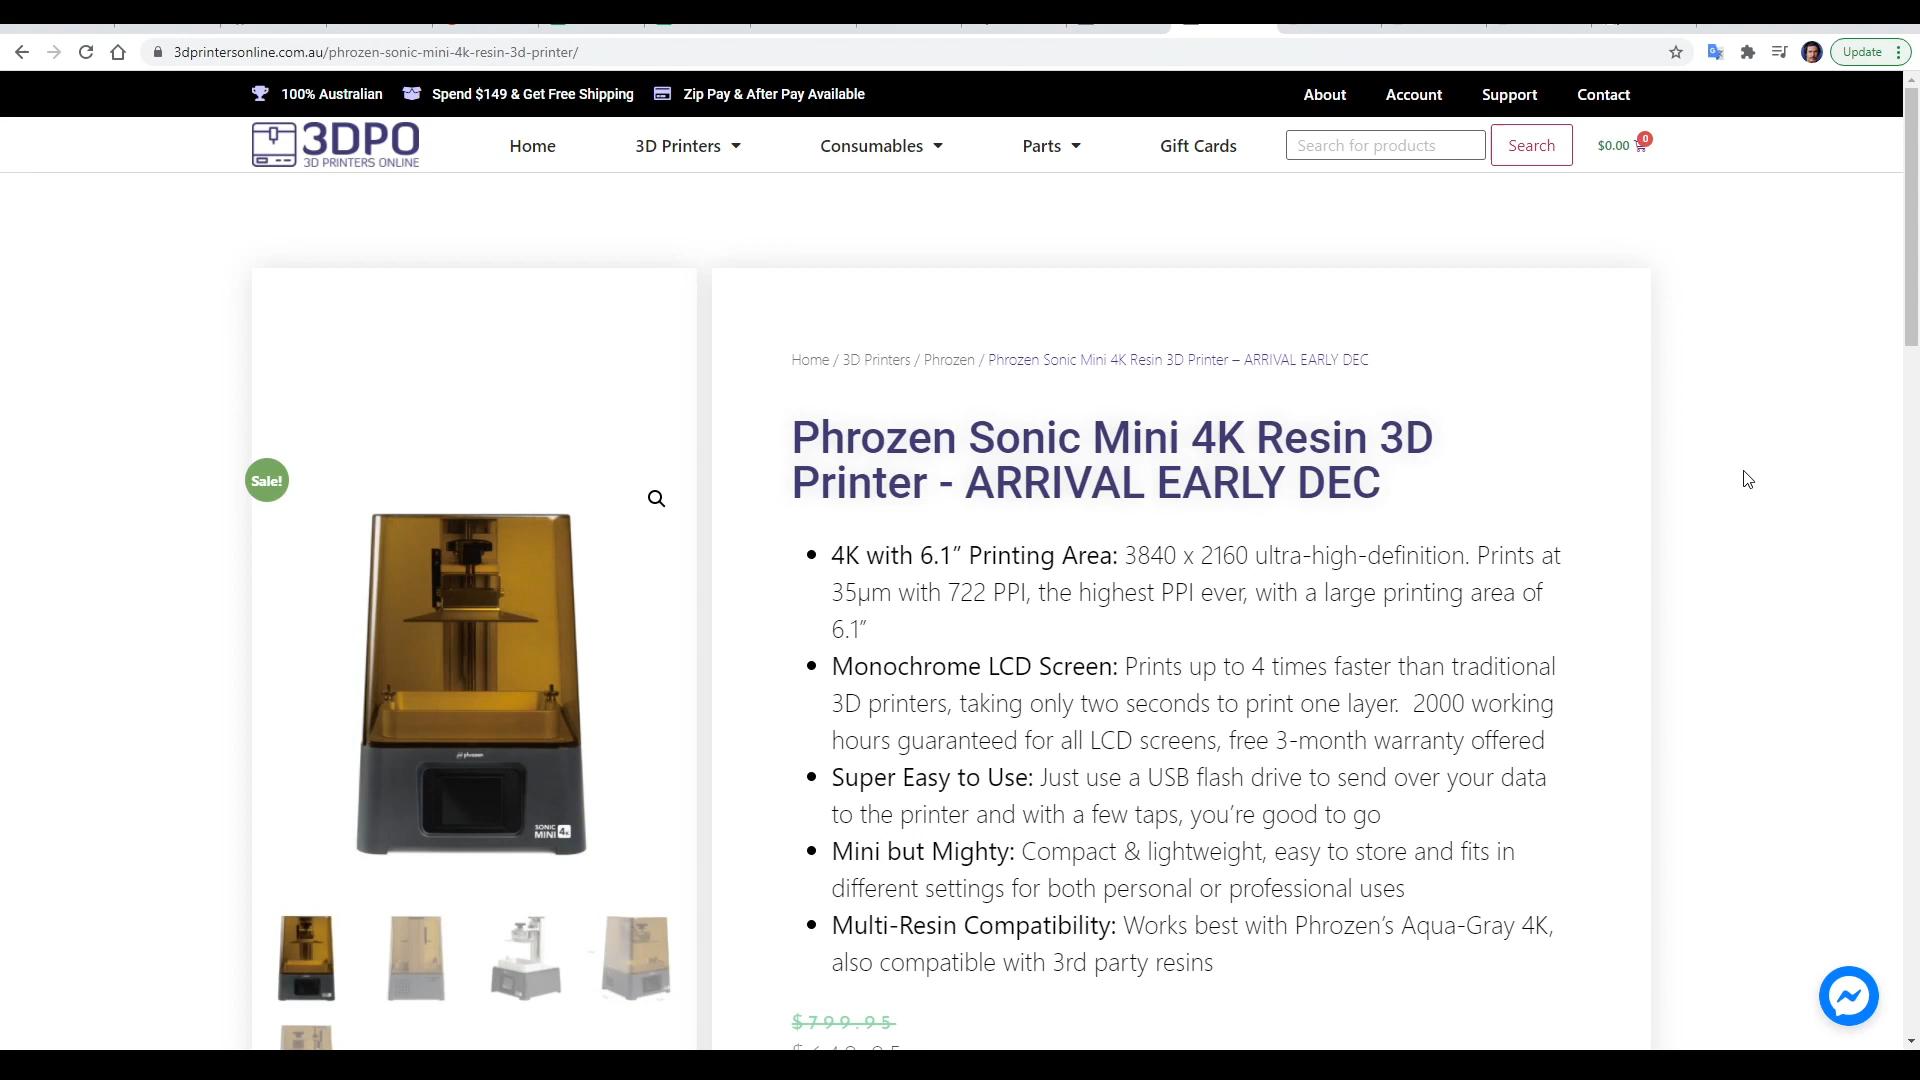 3dprintersonline.com.au/phrozen-sonic-mini-4k-resin-3d-printer/
Update
100% Australian
Spend $149 & Get Free Shipping
Zip Pay & After Pay Available
About
Account
Support
Contact
3DPO
3D PRINTERS ONLINE
Home
3D Printers
Consumables
Parts
Gift Cards
Search for products
Search
$0.00
0
Home / 3D Printers / Phrozen / Phrozen Sonic Mini 4K Resin 3D Printer – ARRIVAL EARLY DEC
Phrozen Sonic Mini 4K Resin 3D
Printer - ARRIVAL EARLY DEC
Sale!
4K with 6.1” Printing Area: 3840 x 2160 ultra-high-definition. Prints at
35µm with 722 PPI, the highest PPI ever, with a large printing area of
6.1”
Monochrome LCD Screen: Prints up to 4 times faster than traditional
3D printers, taking only two seconds to print one layer.  2000 working
hours guaranteed for all LCD screens, free 3-month warranty offered
Super Easy to Use: Just use a USB flash drive to send over your data
to the printer and with a few taps, you’re good to go
Mini but Mighty: Compact & lightweight, easy to store and fits in
different settings for both personal or professional uses
Multi-Resin Compatibility: Works best with Phrozen’s Aqua-Gray 4K,
also compatible with 3rd party resins
phrozen
SONIC
MINI 4K
$799.95